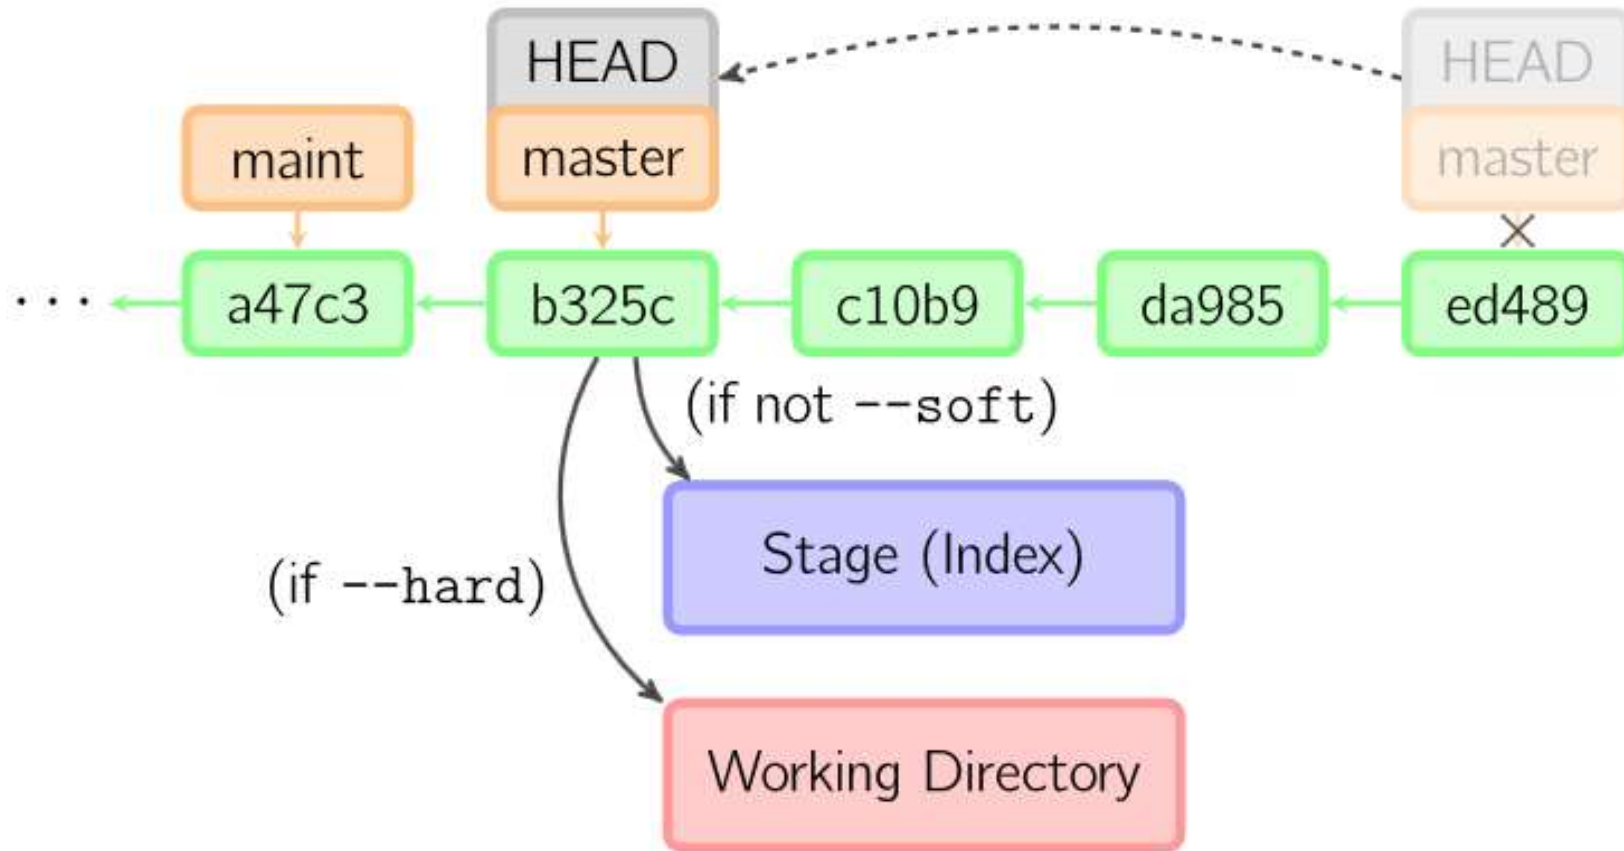 HEAD
HEAD
maint
master
master
...
a47c3
b325c
c10b9
da985
ed489
(if not --soft)
Stage (Index)
(if --hard)
Working Directory